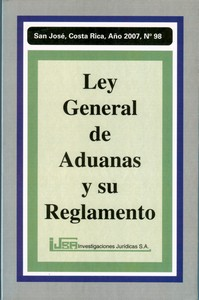 San José, Costa Rica, Año 2007, Nº 98
Ley
General
de
Aduanas
y su
Reglamento
IJSA investigaciones Jurídicas S.A.